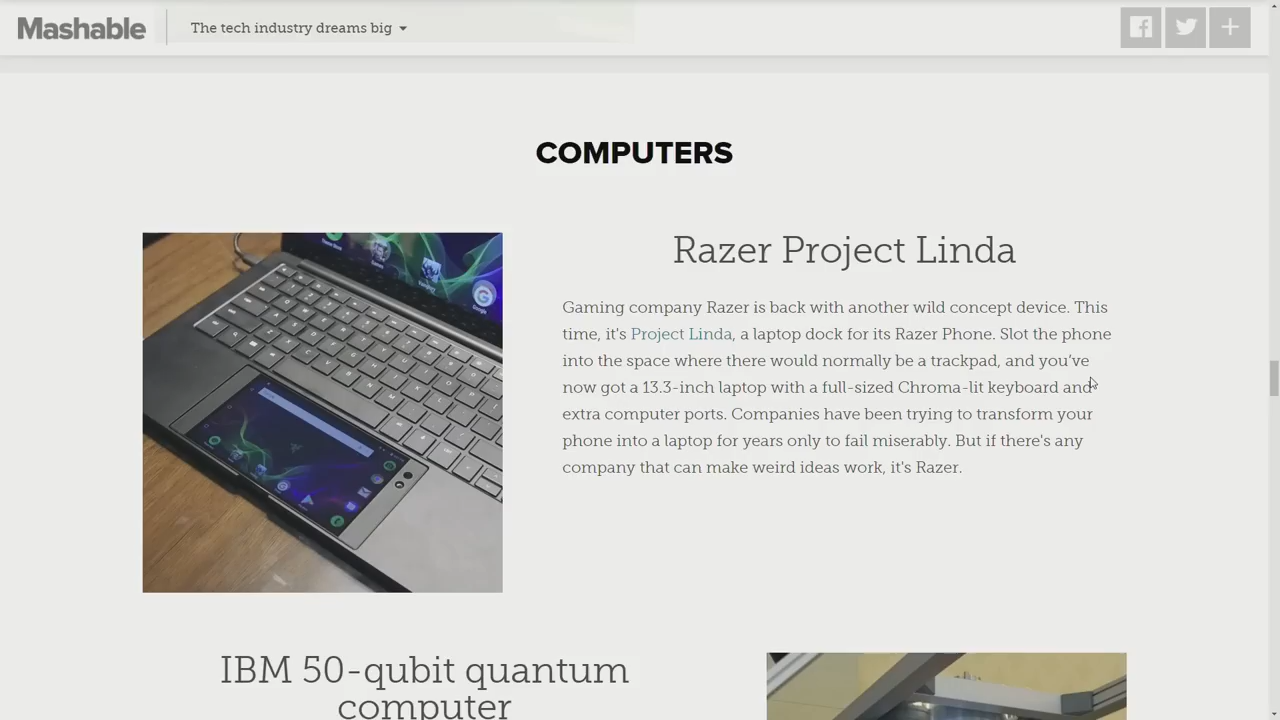 Mashable
The tech industry dreams big
COMPUTERS
Razer Project Linda
Gaming company Razer is back with another wild concept device. This
time, it's Project Linda, a laptop dock for its Razer Phone. Slot the phone
into the space where there would normally be a trackpad, and you’ve
now got a 13.3-inch laptop with a full-sized Chroma-lit keyboard and
extra computer ports. Companies have been trying to transform your
phone into a laptop for years only to fail miserably. But if there's any
company that can make weird ideas work, it's Razer.
IBM 50-qubit quantum
computer